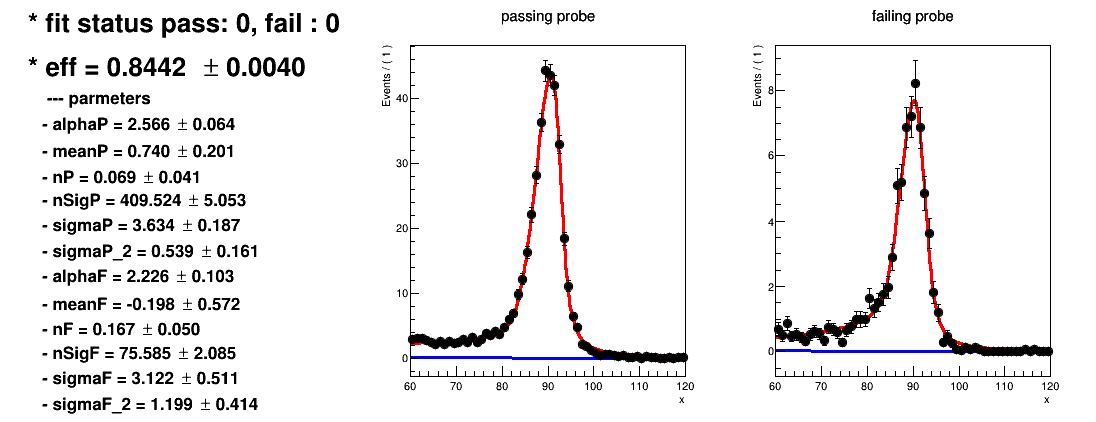 * fit status pass: 0, fail : 0
* eff = 0.8442 ± 0.0040
--- parmeters
- alphaP = 2.566 ± 0.064
- meanP = 0.740 ± 0.201
- nP = 0.069 ± 0.041
- nSigP = 409.524 ± 5.053
- sigmaP = 3.634 ± 0.187
- sigmaP_2 = 0.539 ± 0.161
- alphaF = 2.226 ± 0.103
- meanF = -0.198 ± 0.572
- nF = 0.167 ± 0.050
- nSigF = 75.585 ± 2.085
- sigmaF = 3.122 ± 0.511
- sigmaF_2 = 1.199 ± 0.414
passing probe
Events / ( 1 )
40
30
20
10
0
60 70 80 90 100 110 120
x
failing probe
Events / ( 1 )
8
6
4
2
0
60 70 80 90 100 110 120
x